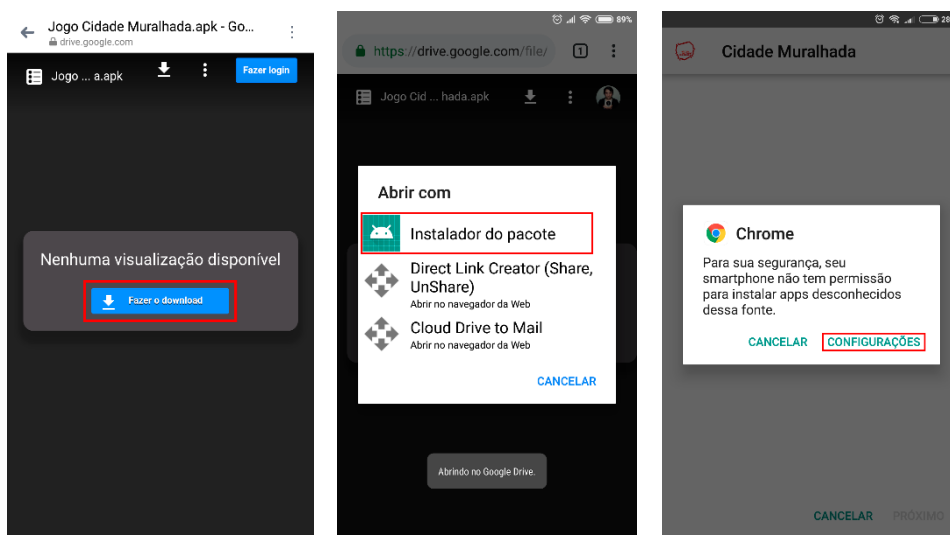 Jogo Cidade Muralhada.apk - Go...
drive.google.com
Jogo ... a.apk
Fazer login
Nenhuma visualização disponível
Fazer o download
89%
https://drive.google.com/file/
1
Jogo Cid ... hada.apk
Abrir com
Instalador do pacote
Direct Link Creator (Share,
UnShare)
Abrir no navegador da Web
Cloud Drive to Mail
Abrir no navegador da Web
CANCELAR
Abrindo no Google Drive.
28
Cidade Muralhada
Chrome
Para sua segurança, seu
smartphone não tem permissão
para instalar apps desconhecidos
dessa fonte.
CANCELAR CONFIGURAÇÕES
CANCELAR PRÓXIMO